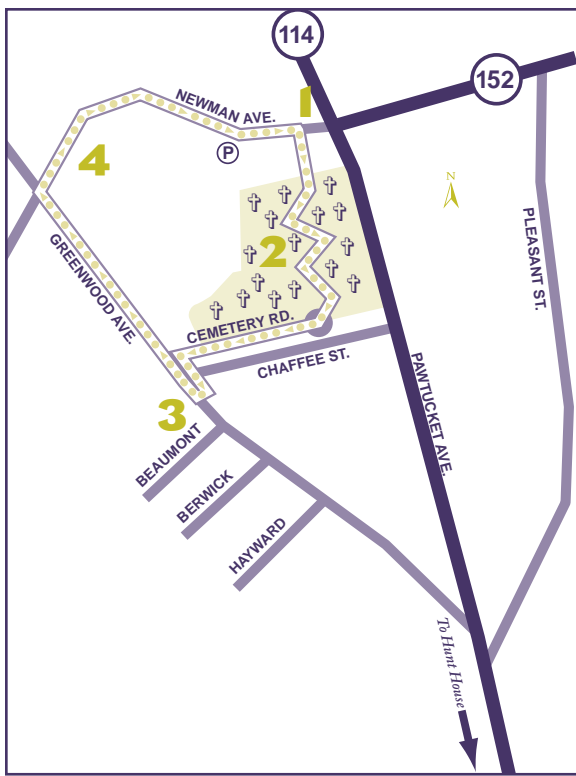 114
152
1
NEWMAN AVE.
P
4
N
2
PLEASANT ST.
GREENWOOD AVE.
CEMETERY RD.
CHAFFEE ST.
PAWTUCKET AVE.
3
BEAUMONT
BERWICK
HAYWARD
To Hunt House